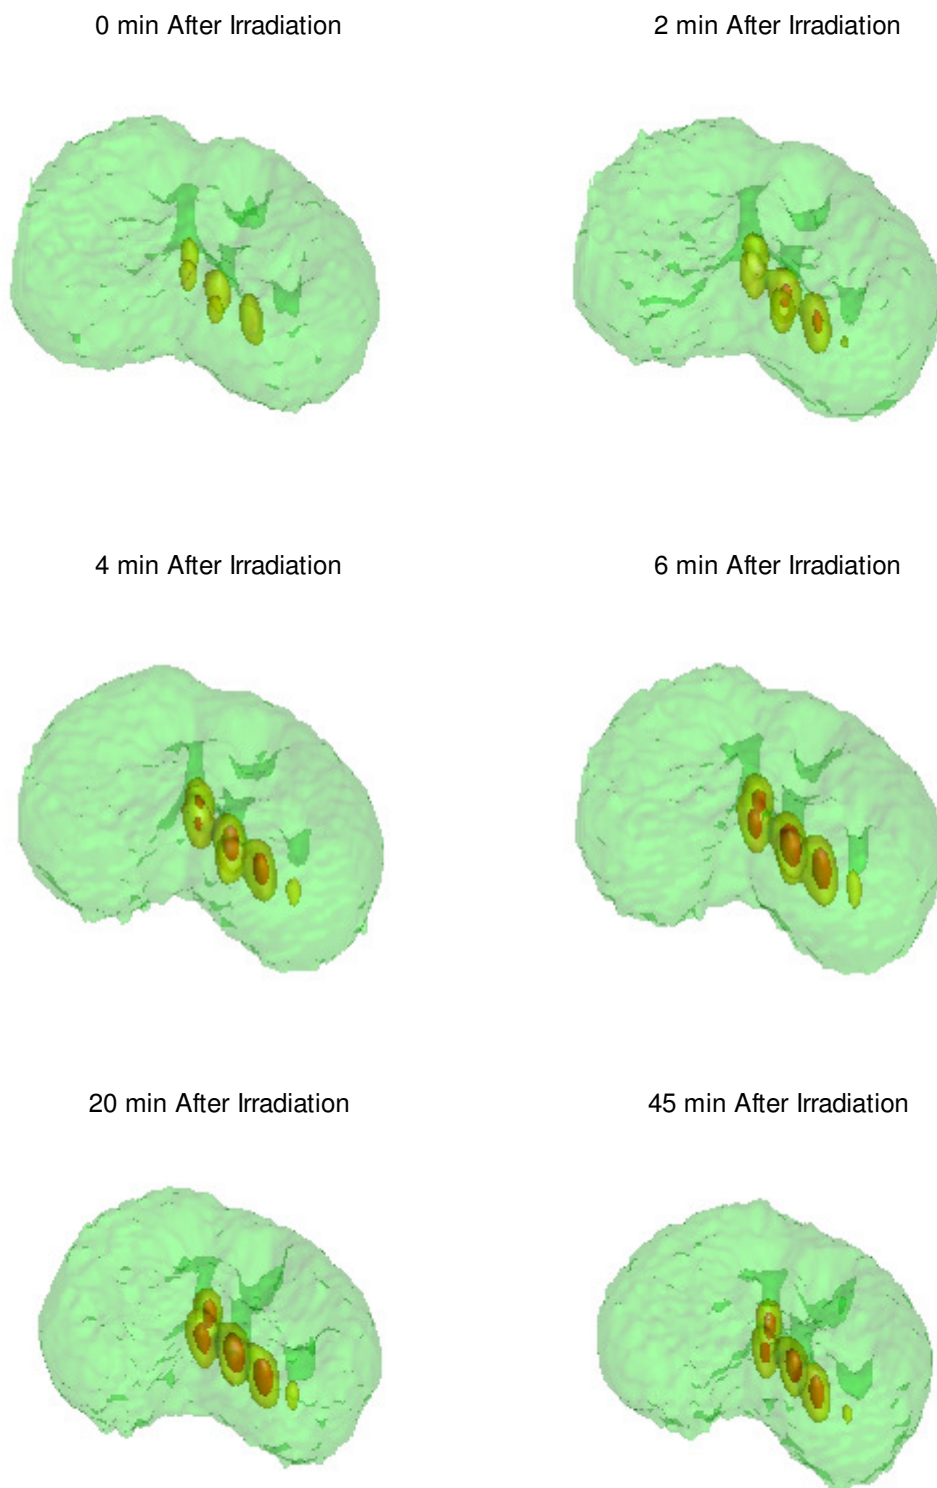 0 min After Irradiation
2 min After Irradiation
4 min After Irradiation
6 min After Irradiation
20 min After Irradiation
45 min After Irradiation